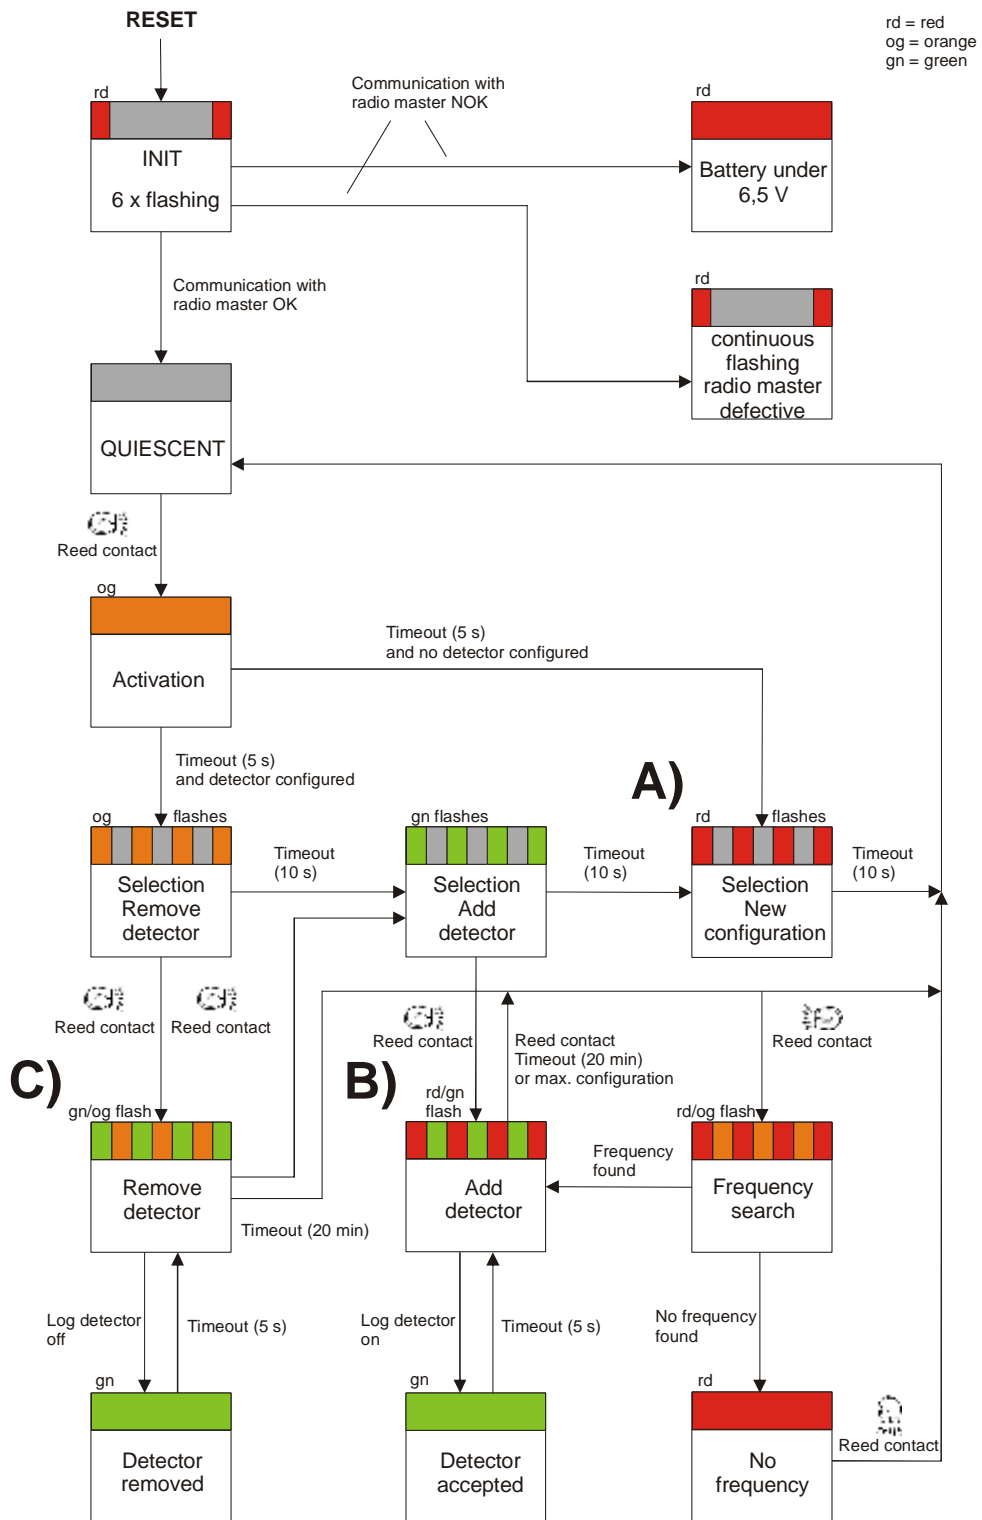 RESET
rd = red
og = orange
gn = green
rd
Communication with
radio master NOK
rd
INIT
6 x flashing
Battery under
6,5 V
Communication with
radio master OK
rd
continuous
flashing
radio master
defective
QUIESCENT
Reed contact
og
Activation
Timeout (5 s)
and no detector configured
Timeout (5 s)
and detector configured
A)
og
flashes
gn flashes
rd
flashes
Selection
Remove
detector
Timeout
(10 s)
Selection
Add
detector
Timeout
(10 s)
Selection
New
configuration
Timeout
(10 s)
Reed contact
Reed contact
Reed contact
Reed contact
Timeout (20 min)
or max. configuration
Reed contact
C)
B)
gn/og flash
rd/gn
flash
rd/og flash
Remove
detector
Timeout (20 min)
Add
detector
Frequency
found
Frequency
search
Log detector
off
Timeout (5 s)
Log detector
on
Timeout (5 s)
No frequency
found
gn
gn
rd
Detector
removed
Detector
accepted
No
frequency
Reed contact